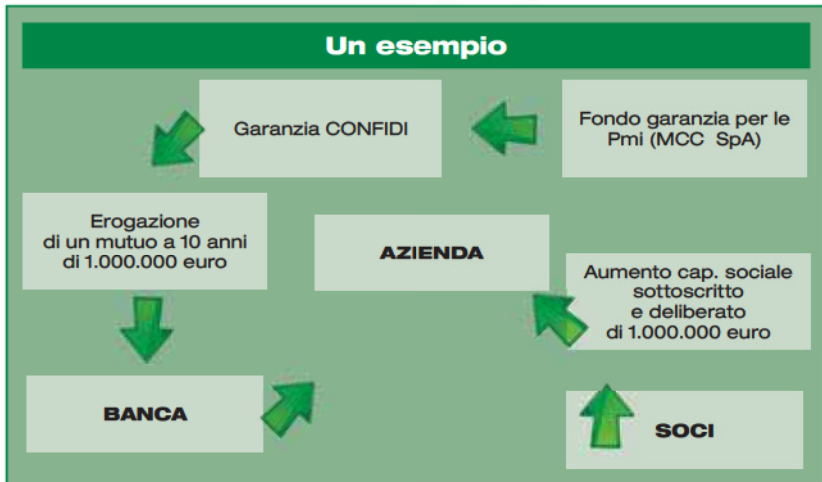 Un esempio
Garanzia CONFIDI
Fondo garanzia per le
Pmi (MCC SpA)
Erogazione
di un mutuo a 10 anni
di 1.000.000 euro
AZIENDA
Aumento cap. sociale
sottoscritto
e deliberato
di 1.000.000 euro
BANCA
SOCI